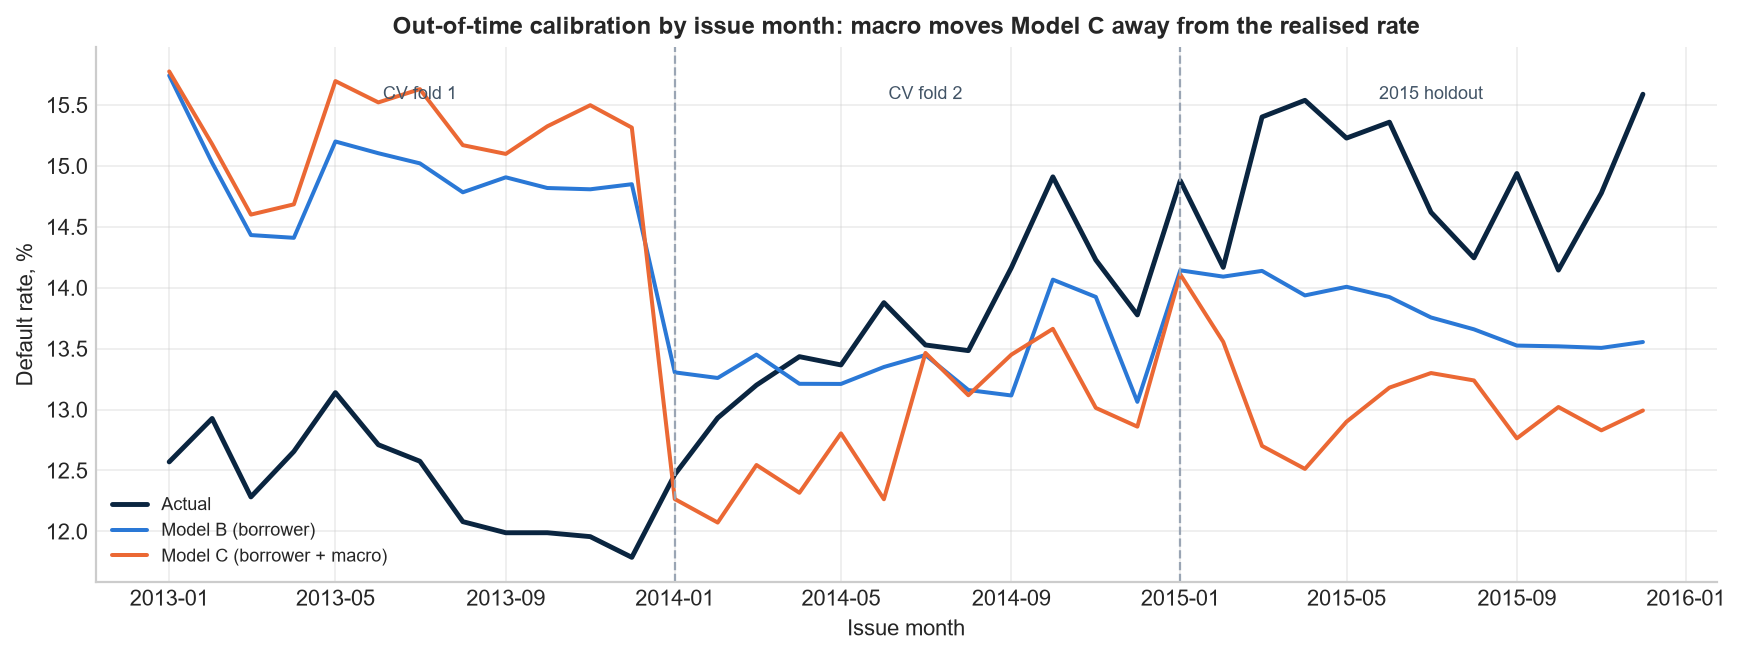 Out-of-time calibration by issue month: macro moves Model C away from the realised rate
CV fold 1
CV fold 2
2015 holdout
Default rate, %
15.5
15.0
14.5
14.0
13.5
13.0
12.5
12.0
Actual
Model B (borrower)
Model C (borrower + macro)
2013-01
2013-05
2013-09
2014-01
2014-05
2014-09
2015-01
2015-05
2015-09
2016-01
Issue month